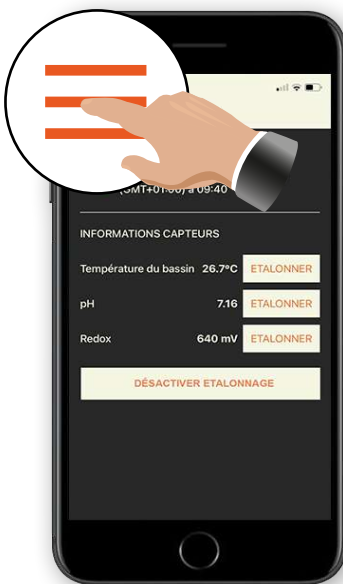 (GMT+01:00) à 09:40
INFORMATIONS CAPTEURS
Température du bassin 26.7°C ETALONNER
pH 7.16 ETALONNER
Redox 640 mV ETALONNER
DÉSACTIVER ETALONNAGE